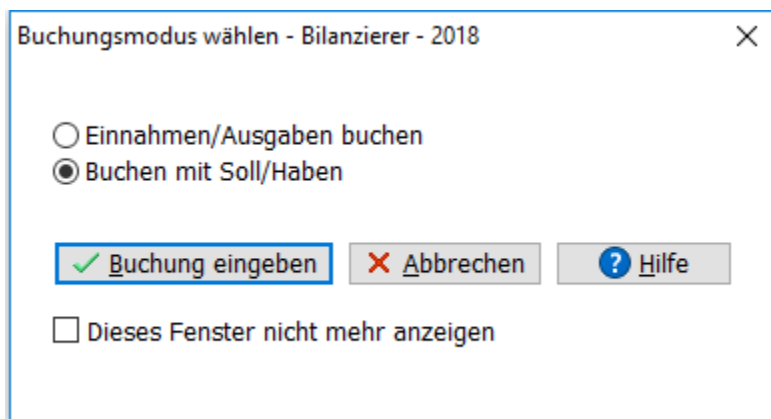 Buchungsmodus wählen - Bilanzierer - 2018
Einnahmen/Ausgaben buchen
Buchen mit Soll/Haben
Buchung eingeben Abbrechen ? Hilfe
Dieses Fenster nicht mehr anzeigen